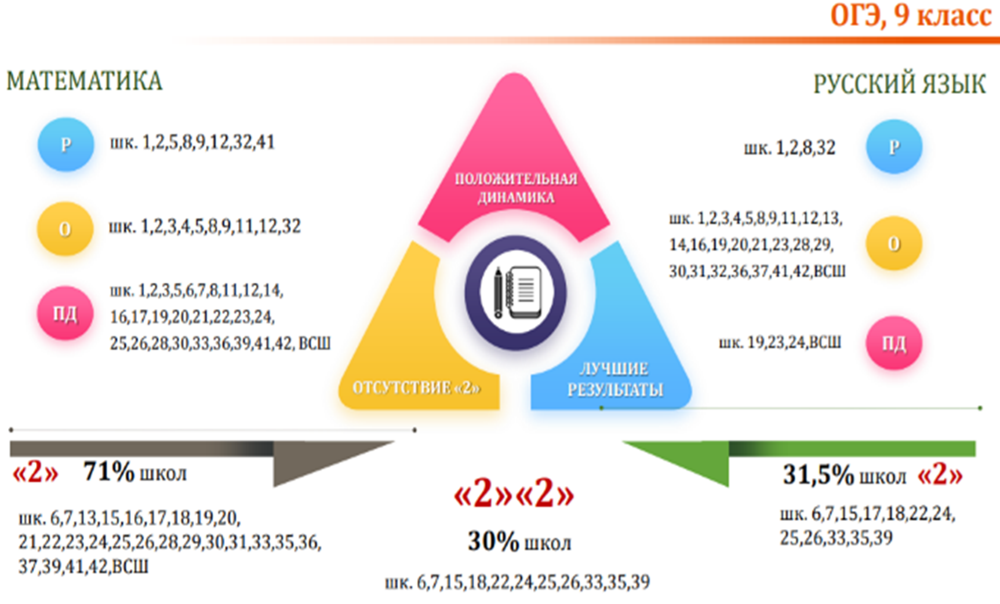 ОГЭ, 9 класс
МАТЕМАТИКА
Р
шк. 1,2,5,8,9,12,32,41
О
шк. 1,2,3,4,5,8,9,11,12,32
ПД
шк. 1,2,3,5,6,7,8,11,12,14,
16,17,19,20,21,22,23,24,
25,26,28,30,33,36,39,41,42, ВСШ
ПОЛОЖИТЕЛЬНАЯ
ДИНАМИКА
ОТСУТСТВИЕ «2»
ЛУЧШИЕ
РЕЗУЛЬТАТЫ
РУССКИЙ ЯЗЫК
шк. 1,2,8,32
Р
шк. 1,2,3,4,5,8,9,11,12,13,
14,16,19,20,21,23,28,29,
30,31,32,36,37,41,42,ВСШ
О
шк. 19,23,24,ВСШ
ПД
«2» 71% школ
шк. 6,7,13,15,16,17,18,19,20,
21,22,23,24,25,26,28,29,30,31,33,35,36,
37,39,41,42,ВСШ
«2»«2»
30% школ
шк. 6,7,15,18,22,24,25,26,33,35,39
31,5% школ «2»
шк. 6,7,15,17,18,22,24,
25,26,33,35,39